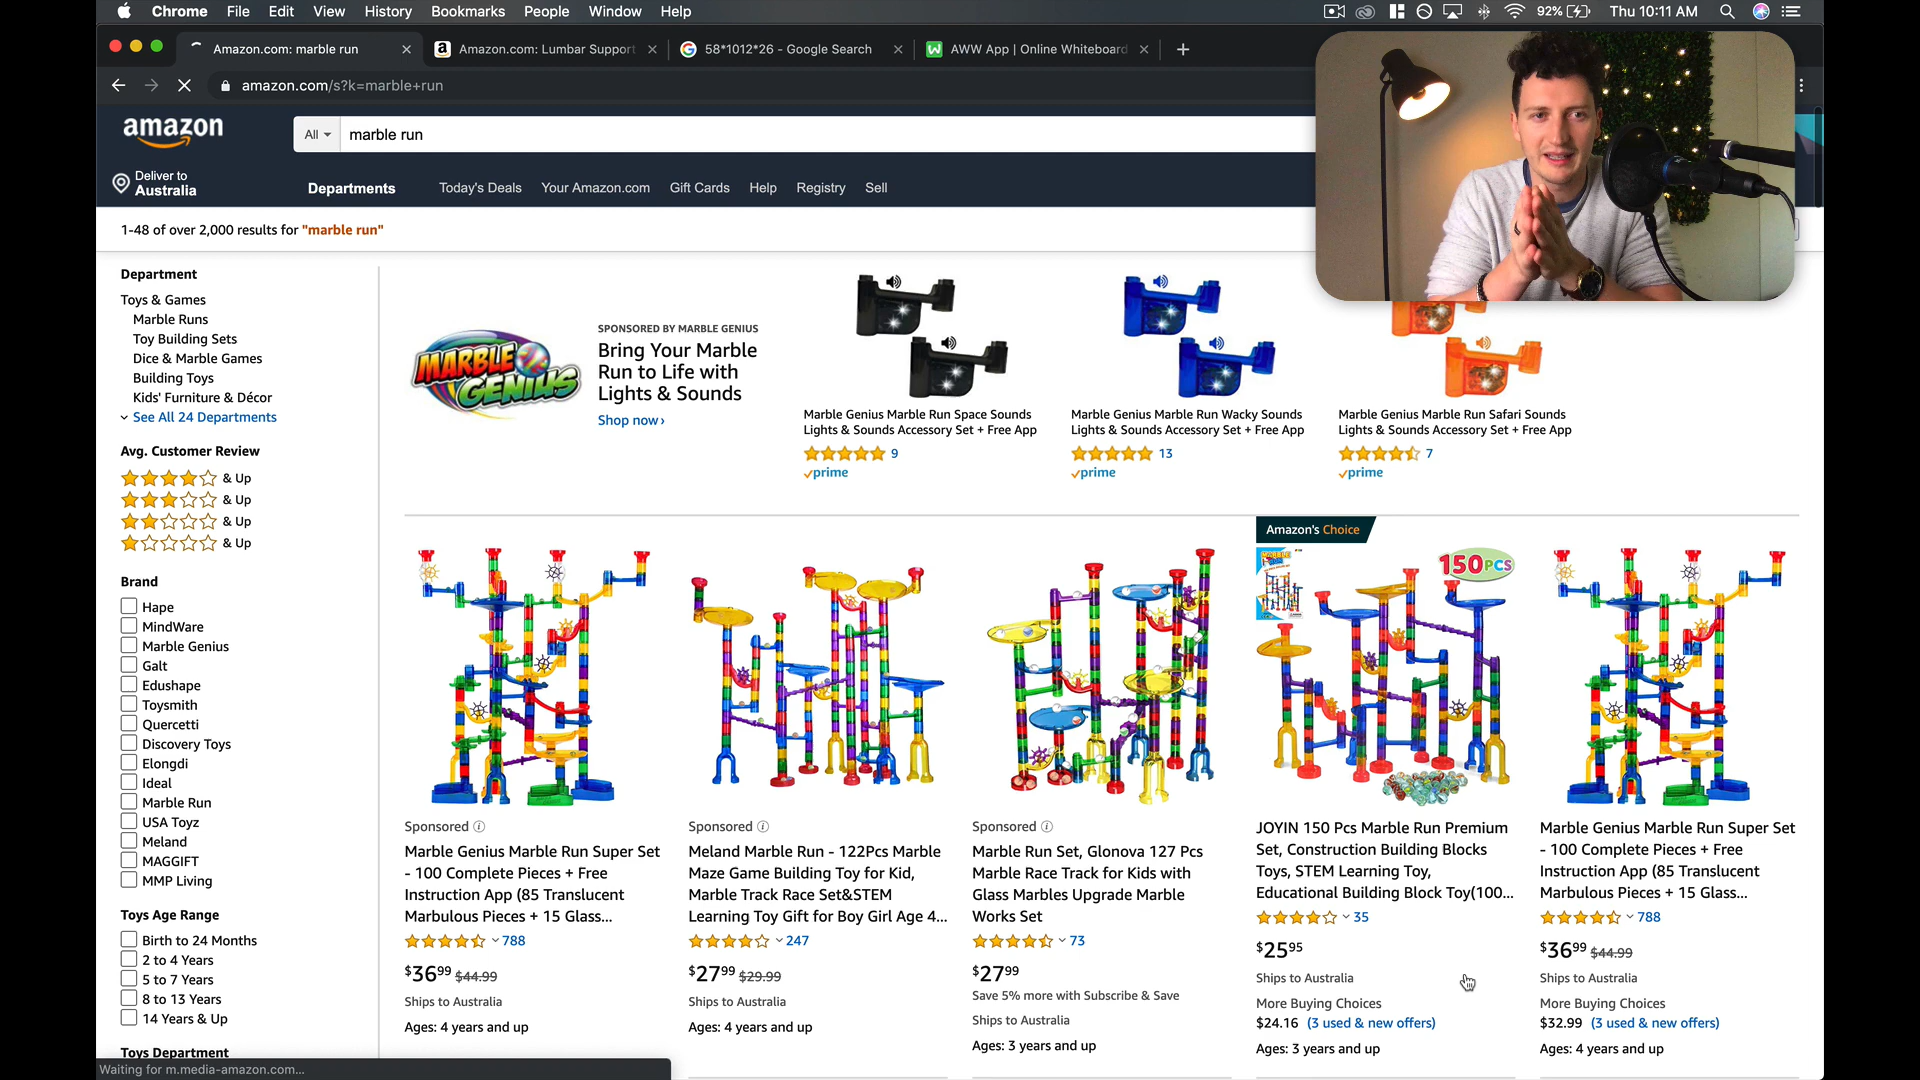 Chrome File Edit View History Bookmarks People Window Help
92% Thu 10:11 AM
Amazon.com: marble run
Amazon.com: Lumbar Support
58*1012*26 - Google Search
AWW App | Online Whiteboard
amazon.com/s?k=marble+run
amazon
All
marble run
Deliver to
Australia
Departments Today's Deals Your Amazon.com Gift Cards Help Registry Sell
1-48 of over 2,000 results for "marble run"
Department
Toys & Games
Marble Runs
Toy Building Sets
Dice & Marble Games
Building Toys
Kids' Furniture & Décor
See All 24 Departments
Avg. Customer Review
& Up
& Up
& Up
& Up
Brand
Hape
MindWare
Marble Genius
Galt
Edushape
Toysmith
Quercetti
Discovery Toys
Elongdi
Ideal
Marble Run
USA Toyz
Meland
MAGGIFT
MMP Living
Toys Age Range
Birth to 24 Months
2 to 4 Years
5 to 7 Years
8 to 13 Years
14 Years & Up
Toys Department
Waiting for m.media-amazon.com...
MARBLE
GENIUS
SPONSORED BY MARBLE GENIUS
Bring Your Marble
Run to Life with
Lights & Sounds
Shop now›
Marble Genius Marble Run Space Sounds
Lights & Sounds Accessory Set + Free App
9
prime
Marble Genius Marble Run Wacky Sounds
Lights & Sounds Accessory Set + Free App
13
prime
Marble Genius Marble Run Safari Sounds
Lights & Sounds Accessory Set + Free App
7
prime
Sponsored
Marble Genius Marble Run Super Set
- 100 Complete Pieces + Free
Instruction App (85 Translucent
Marbulous Pieces + 15 Glass...
788
$36.99 $44.99
Ships to Australia
Ages: 4 years and up
Sponsored
Meland Marble Run - 122Pcs Marble
Maze Game Building Toy for Kid,
Marble Track Race Set&STEM
Learning Toy Gift for Boy Girl Age 4...
247
$27.99 $29.99
Ships to Australia
Ages: 4 years and up
Sponsored
Marble Run Set, Glonova 127 Pcs
Marble Race Track for Kids with
Glass Marbles Upgrade Marble
Works Set
73
$27.99
Save 5% more with Subscribe & Save
Ships to Australia
Ages: 3 years and up
Amazon's Choice
150PCS
JOYIN 150 Pcs Marble Run Premium
Set, Construction Building Blocks
Toys, STEM Learning Toy,
Educational Building Block Toy(100...
35
$25.95
Ships to Australia
More Buying Choices
$24.16 (3 used & new offers)
Ages: 3 years and up
Marble Genius Marble Run Super Set
- 100 Complete Pieces + Free
Instruction App (85 Translucent
Marbulous Pieces + 15 Glass...
788
$36.99 $44.99
Ships to Australia
More Buying Choices
$32.99 (3 used & new offers)
Ages: 4 years and up